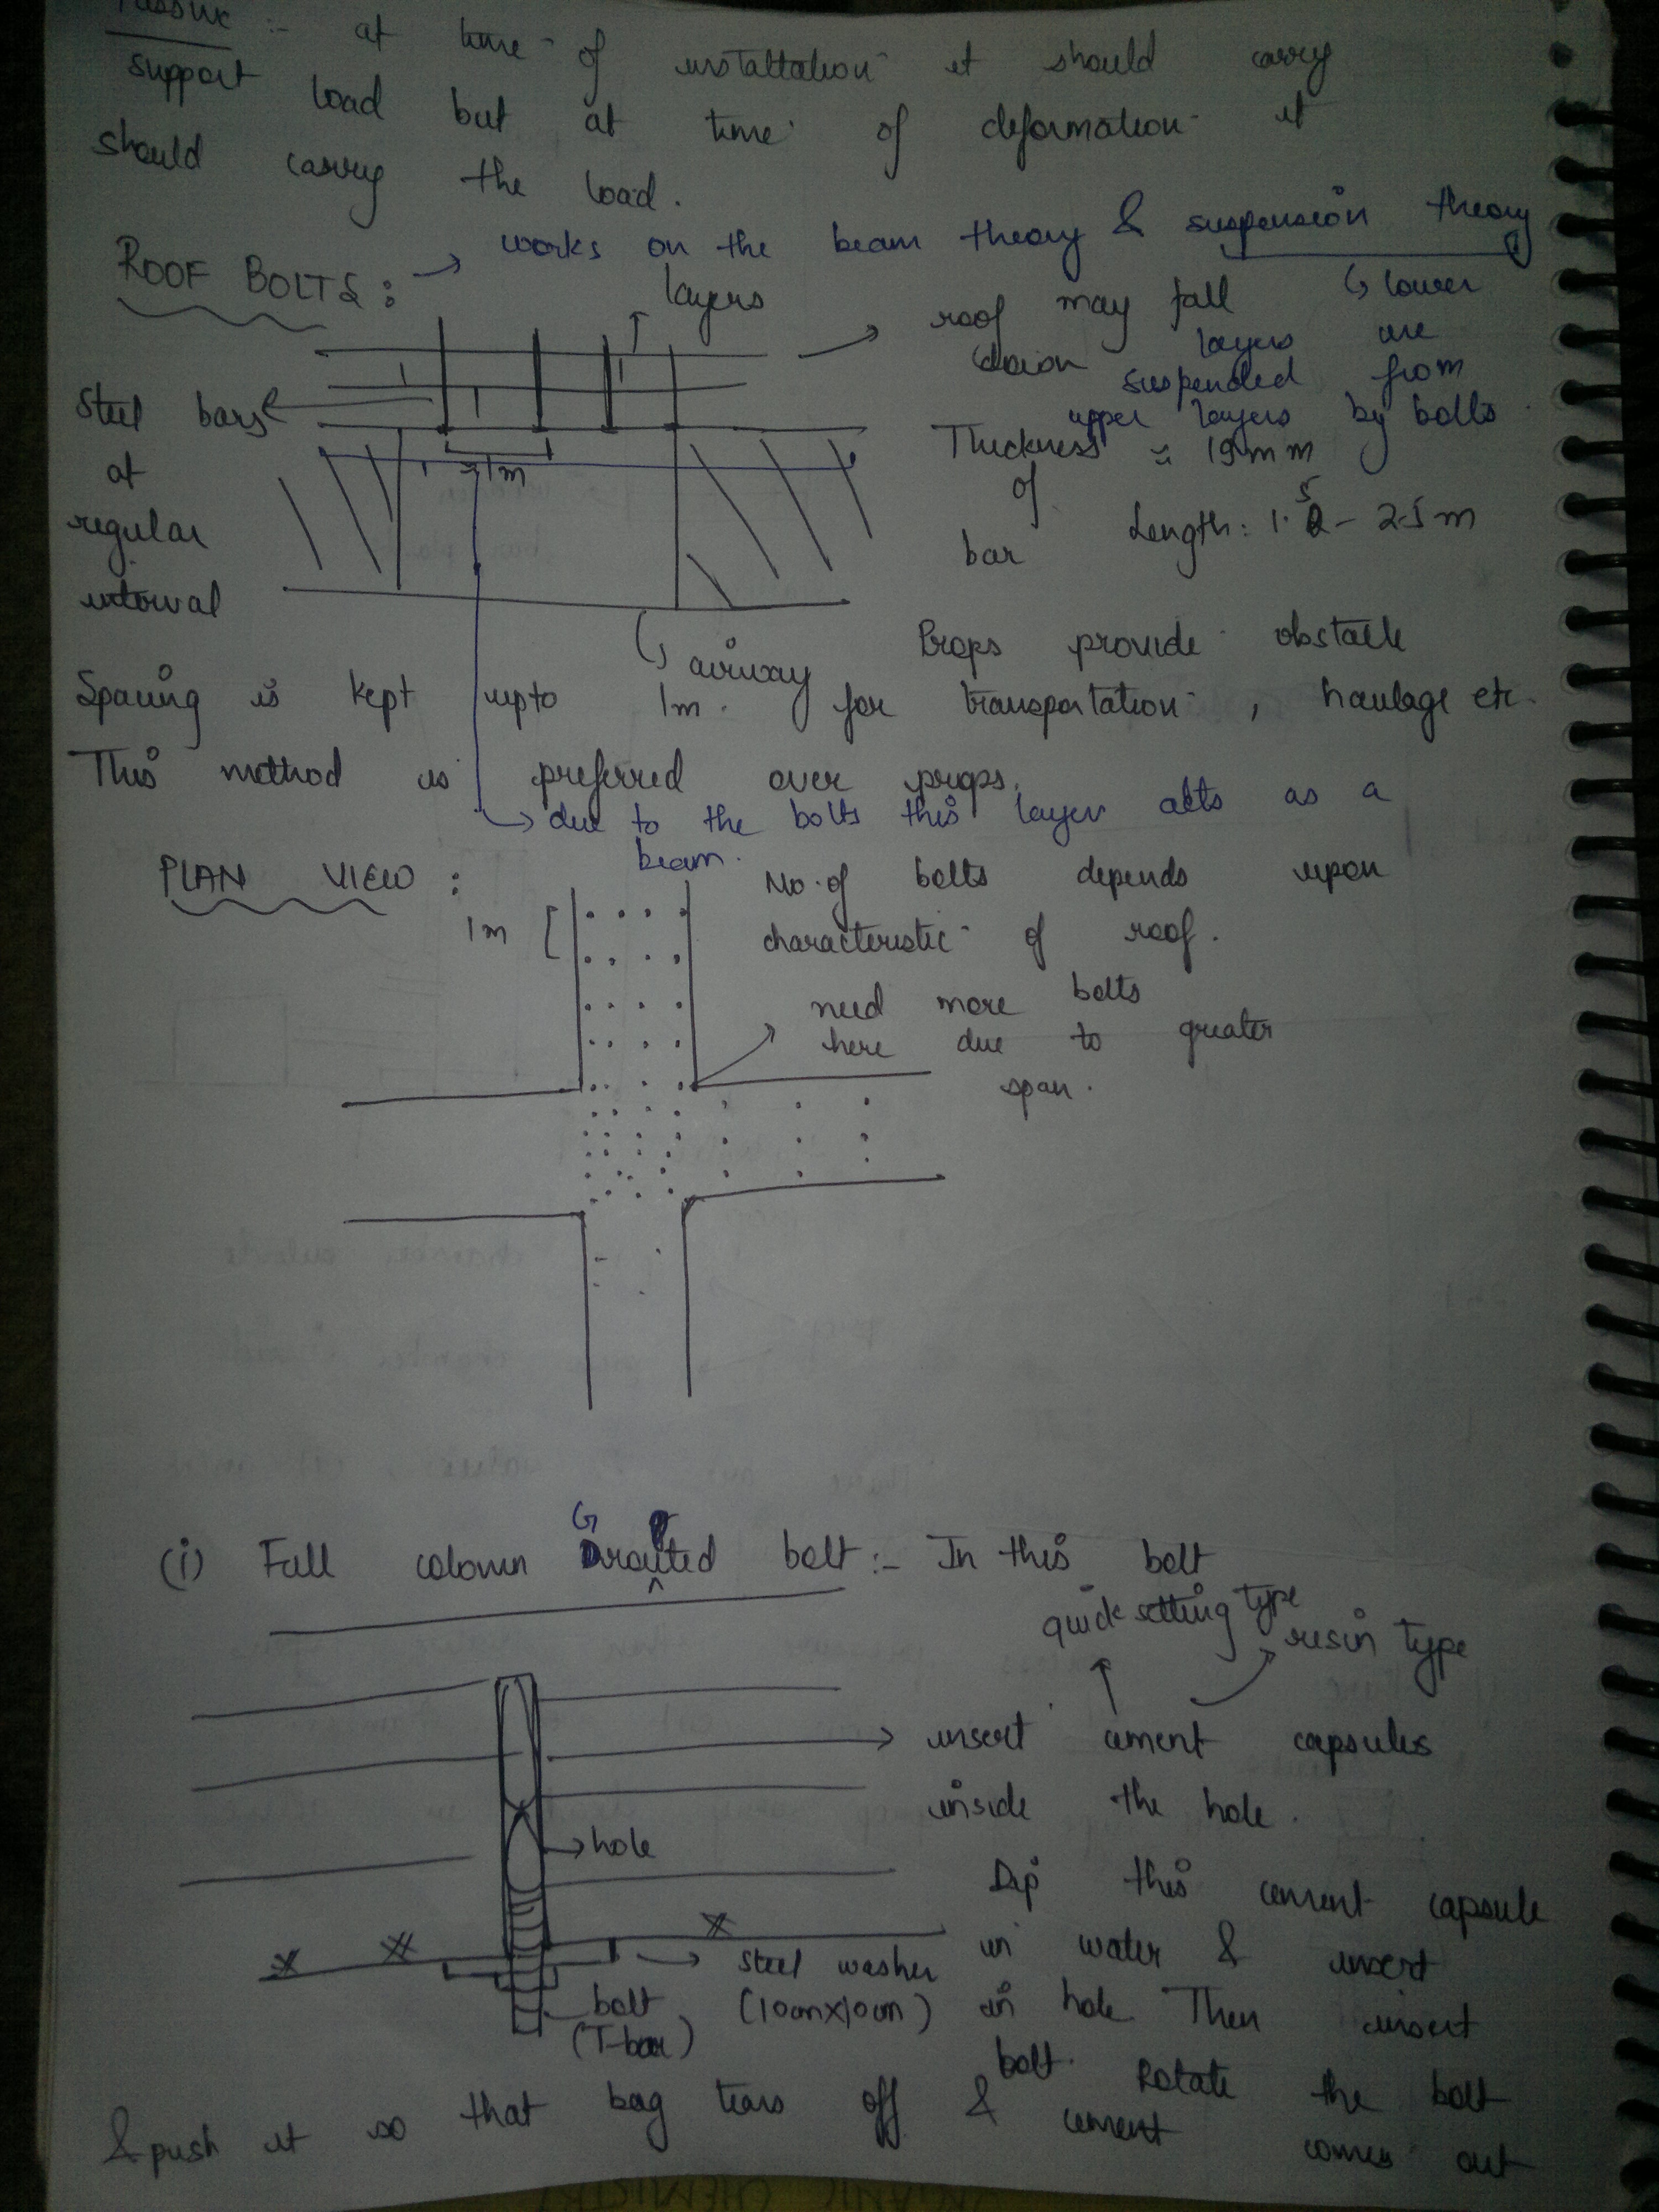 Passive :- at time of installation it should carry
support load but at time of deformation it
should carry the load.
ROOF BOLTS : → works on the beam theory & suspension theory
layers
roof may fall down
↳ lower layers are suspended from upper layers by bolts
Steel bars at regular interval
≈ 1m
Thickness of bar ≈ 19mm
Length : 1.5 - 2.5 m
airway
Props provide obstacle
Spacing is kept upto 1m. for transportation, haulage etc.
This method is preferred over props.
→ due to the bolts this layer acts as a
beam.
PLAN VIEW :
1m
No. of bolts depends upon
characteristic of roof.
need more bolts
here due to greater
span.
(i) Full column Grouted bolt :- In this bolt
quick setting type
resin type
insert cement capsules
inside the hole.
hole
Dip this cement capsule
in water & insert
steel washer
(10cm x 10cm)
bolt
(T-bar)
in hole. Then insert
bolt. Rotate the bolt
& push it so that bag tears off & cement comes out